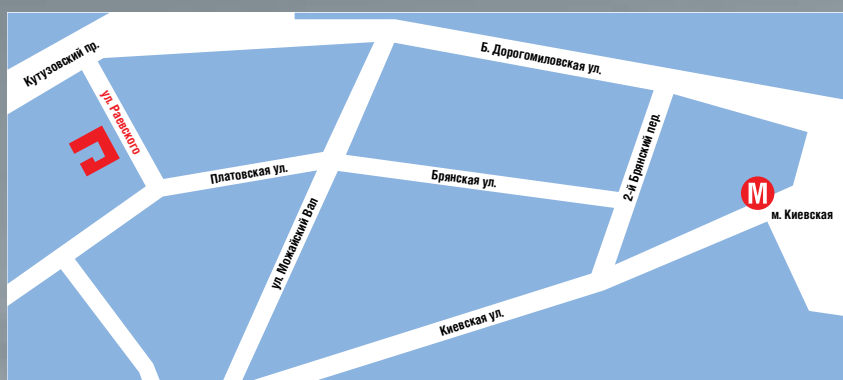 Кутузовский пр.
Б. Дорогомиловская ул.
ул. Раевского
2-й Брянский пер.
Платовская ул.
Брянская ул.
М
м. Киевская
ул. Можайский Вал
Киевская ул.